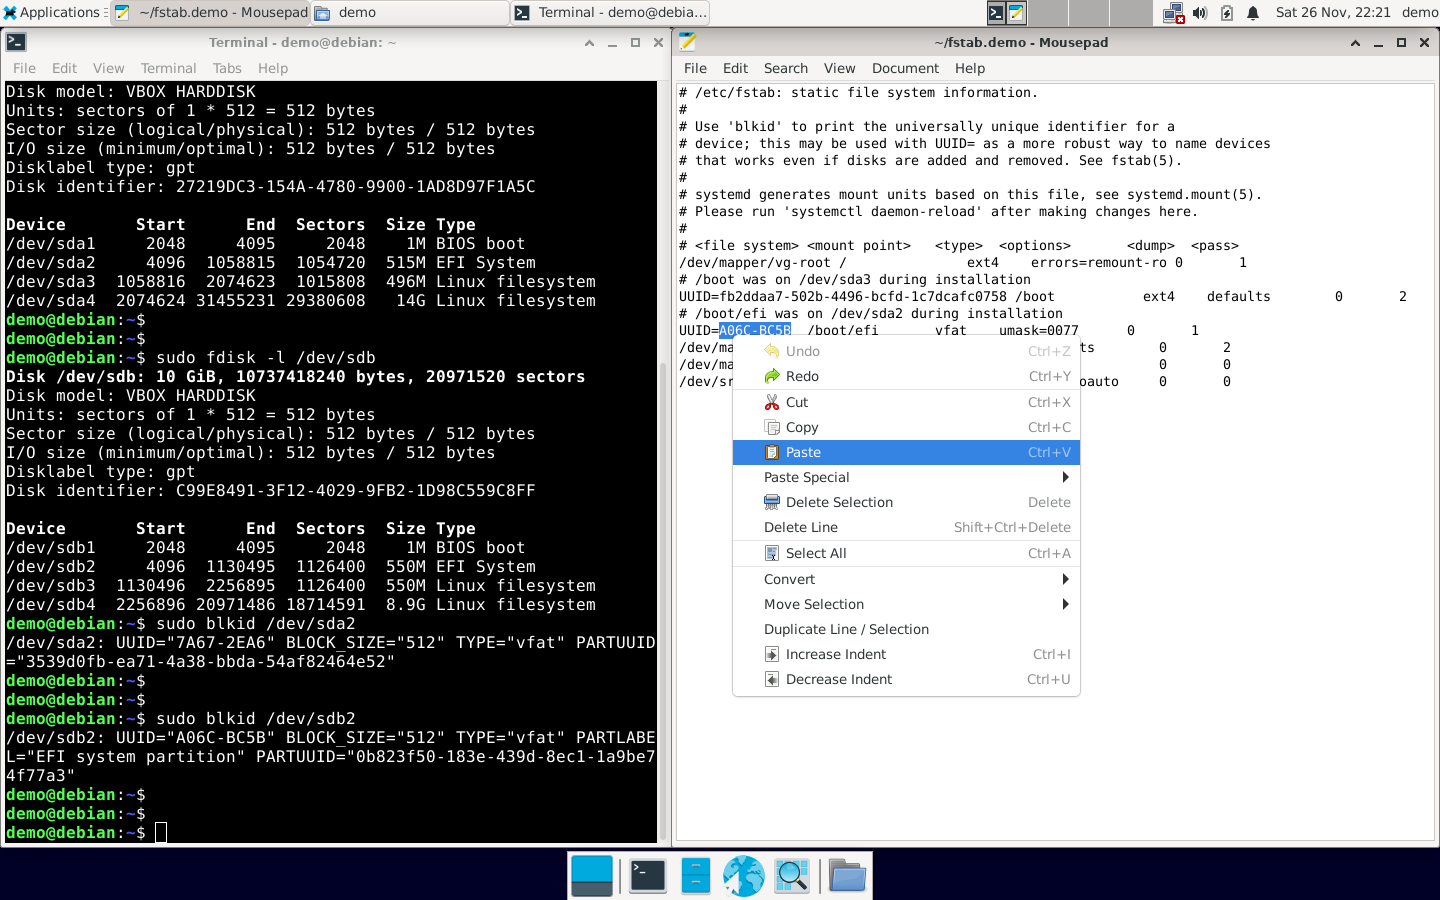 Applications
~/fstab.demo - Mousepad
demo
Terminal - demo@debia...
Sat 26 Nov, 22:21
demo
Terminal - demo@debian: ~
File Edit View Terminal Tabs Help
Disk model: VBOX HARDDISK
Units: sectors of 1 * 512 = 512 bytes
Sector size (logical/physical): 512 bytes / 512 bytes
I/O size (minimum/optimal): 512 bytes / 512 bytes
Disklabel type: gpt
Disk identifier: 27219DC3-154A-4780-9900-1AD8D97F1A5C
Device Start End Sectors Size Type
/dev/sda1 2048 4095 2048 1M BIOS boot
/dev/sda2 4096 1058815 1054720 515M EFI System
/dev/sda3 1058816 2074623 1015808 496M Linux filesystem
/dev/sda4 2074624 31455231 29380608 14G Linux filesystem
demo@debian:~$
demo@debian:~$
demo@debian:~$ sudo fdisk -l /dev/sdb
Disk /dev/sdb: 10 GiB, 10737418240 bytes, 20971520 sectors
Disk model: VBOX HARDDISK
Units: sectors of 1 * 512 = 512 bytes
Sector size (logical/physical): 512 bytes / 512 bytes
I/O size (minimum/optimal): 512 bytes / 512 bytes
Disklabel type: gpt
Disk identifier: C99E8491-3F12-4029-9FB2-1D98C559C8FF
Device Start End Sectors Size Type
/dev/sdb1 2048 4095 2048 1M BIOS boot
/dev/sdb2 4096 1130495 1126400 550M EFI System
/dev/sdb3 1130496 2256895 1126400 550M Linux filesystem
/dev/sdb4 2256896 20971486 18714591 8.9G Linux filesystem
demo@debian:~$ sudo blkid /dev/sda2
/dev/sda2: UUID="7A67-2EA6" BLOCK_SIZE="512" TYPE="vfat" PARTUUID
="3539d0fb-ea71-4a38-bbda-54af82464e52"
demo@debian:~$
demo@debian:~$
demo@debian:~$ sudo blkid /dev/sdb2
/dev/sdb2: UUID="A06C-BC5B" BLOCK_SIZE="512" TYPE="vfat" PARTLABE
L="EFI system partition" PARTUUID="0b823f50-183e-439d-8ec1-1a9be7
4f77a3"
demo@debian:~$
demo@debian:~$
demo@debian:~$
~/fstab.demo - Mousepad
File Edit Search View Document Help
# /etc/fstab: static file system information.
#
# Use 'blkid' to print the universally unique identifier for a
# device; this may be used with UUID= as a more robust way to name devices
# that works even if disks are added and removed. See fstab(5).
#
# systemd generates mount units based on this file, see systemd.mount(5).
# Please run 'systemctl daemon-reload' after making changes here.
#
# <file system> <mount point> <type> <options> <dump> <pass>
/dev/mapper/vg-root / ext4 errors=remount-ro 0 1
# /boot was on /dev/sda3 during installation
UUID=fb2ddaa7-502b-4496-bcfd-1c7dcafc0758 /boot ext4 defaults 0 2
# /boot/efi was on /dev/sda2 during installation
UUID=A06C-BC5B /boot/efi vfat umask=0077 0 1
/dev/ma ts 0 2
/dev/ma 0 0
/dev/sr oauto 0 0
Undo Ctrl+Z
Redo Ctrl+Y
Cut Ctrl+X
Copy Ctrl+C
Paste Ctrl+V
Paste Special
Delete Selection Delete
Delete Line Shift+Ctrl+Delete
Select All Ctrl+A
Convert
Move Selection
Duplicate Line / Selection
Increase Indent Ctrl+I
Decrease Indent Ctrl+U